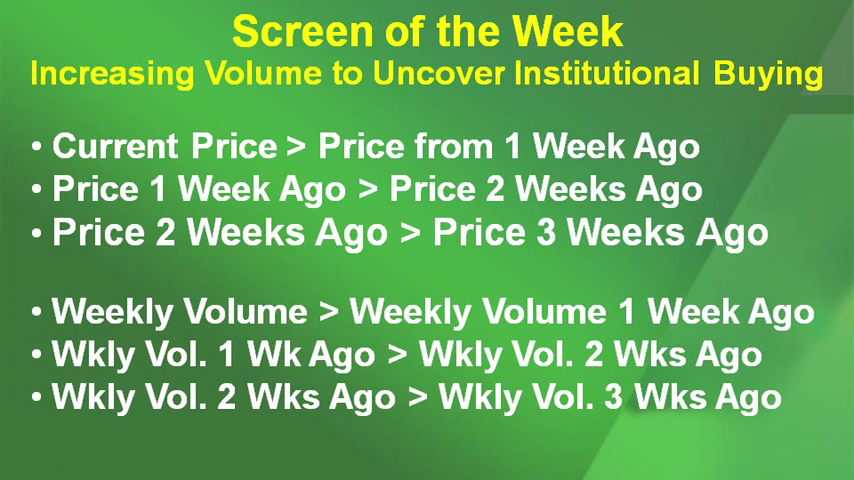 Screen of the Week
Increasing Volume to Uncover Institutional Buying
• Current Price > Price from 1 Week Ago
• Price 1 Week Ago > Price 2 Weeks Ago
• Price 2 Weeks Ago > Price 3 Weeks Ago
• Weekly Volume > Weekly Volume 1 Week Ago
• Wkly Vol. 1 Wk Ago > Wkly Vol. 2 Wks Ago
• Wkly Vol. 2 Wks Ago > Wkly Vol. 3 Wks Ago